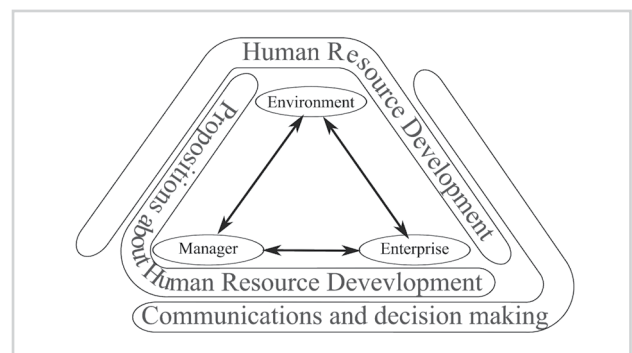 Human Resource Development
Environment
Propositions about Human Resource Devevlopment
Manager
Enterprise
Communications and decision making